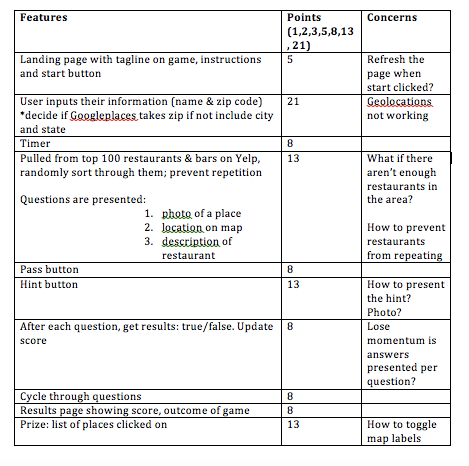 Features Points Concerns
(1,2,3,5,8,13
, 21)
Landing page with tagline on game, instructions 5 Refresh the
and start button page when
start clicked?
User inputs their information (name & zip code) 21 Geolocations
*decide if Googleplaces takes zip if not include city not working
and state
Timer 8
Pulled from top 100 restaurants & bars on Yelp, 13 What if there
randomly sort through them; prevent repetition aren't enough
restaurants in
Questions are presented: the area?
1. photo of a place
2. location on map How to prevent
3. description of restaurants
restaurant from repeating
Pass button 8
Hint button 13 How to present
the hint?
Photo?
After each question, get results: true/false. Update 8 Lose
score momentum is
answers
presented per
question?
Cycle through questions 8
Results page showing score, outcome of game 8
Prize: list of places clicked on 13 How to toggle
map labels